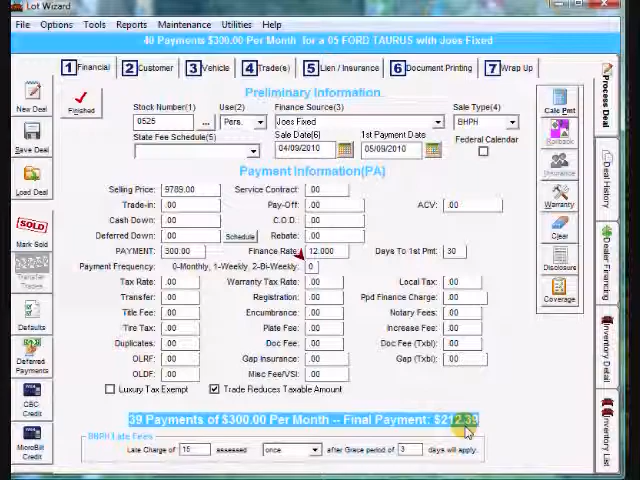 Lot Wizard
File Options Tools Reports Maintenance Utilities Help
40 Payments $300.00 Per Month for a 05 FORD TAURUS with Joes Fixed
1 Financial 2 Customer 3 Vehicle 4 Trade(s) 5 Lien / Insurance 6 Document Printing 7 Wrap Up
New Deal
Save Deal
Load Deal
SOLD
Mark Sold
Transfer Trades
Defaults
Deferred Payments
CBC Credit
MicroBilt Credit
Finished
Preliminary Information
Stock Number(1) Use(2) Finance Source(3) Sale Type(4)
0525 ... Pers. Joes Fixed BHPH
State Fee Schedule(5) Sale Date(6) 1st Payment Date Federal Calendar
04/09/2010 05/09/2010
Payment Information(PA)
Selling Price: 9789.00 Service Contract: .00
Trade-in: .00 Pay-Off: .00 ACV: .00
Cash Down: .00 C.O.D.: .00
Deferred Down: .00 Schedule Rebate: .00
PAYMENT: 300.00 Finance Rate: 12.000 Days To 1st Pmt: 30
Payment Frequency: 0-Monthly, 1-Weekly, 2-Bi-Weekly: 0
Tax Rate: .00 Warranty Tax Rate: .00 Local Tax: .00
Transfer: .00 Registration: .00 Ppd Finance Charge: .00
Title Fee: .00 Encumbrance: .00 Notary Fees: .00
Tire Tax: .00 Plate Fee: .00 Increase Fee: .00
Duplicates: .00 Doc Fee: .00 Doc Fee (Txbl): .00
OLRF: .00 Gap Insurance: .00 Gap (Txbl): .00
OLDF: .00 Misc Fee/VSI: .00
Luxury Tax Exempt Trade Reduces Taxable Amount
39 Payments of $300.00 Per Month -- Final Payment: $212.39
BHPH Late Fees
Late Charge of 15 assessed once after Grace period of 3 days will apply.
Calc Pmt
Rollback
Insurance
Warranty
Clear
Disclosure
Coverage
Process Deal
Deal History
Dealer Financing
Inventory Detail
Inventory List